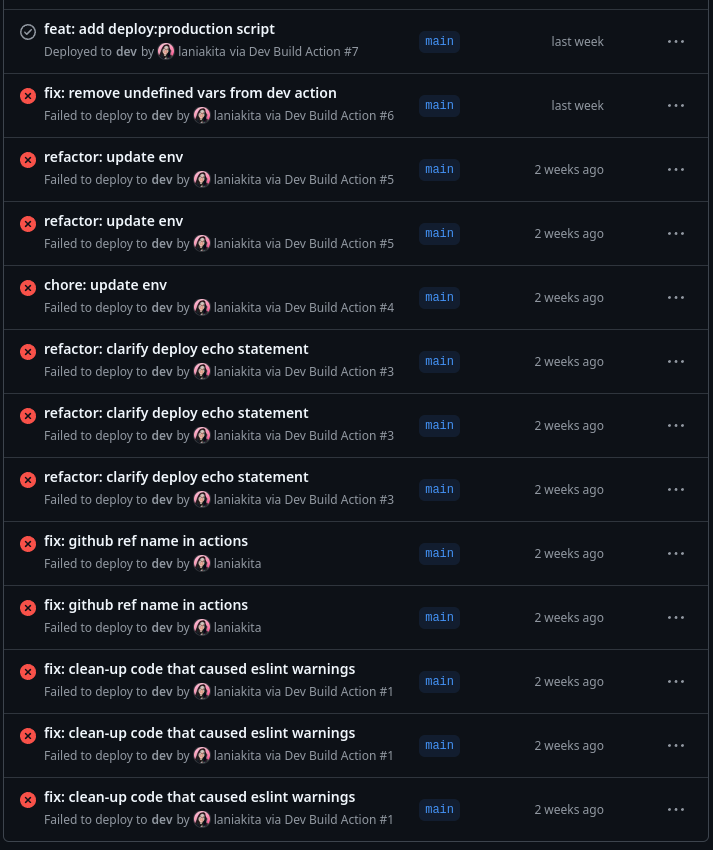 feat: add deploy:production script
Deployed to dev by laniakita via Dev Build Action #7
main
last week
fix: remove undefined vars from dev action
Failed to deploy to dev by laniakita via Dev Build Action #6
main
last week
refactor: update env
Failed to deploy to dev by laniakita via Dev Build Action #5
main
2 weeks ago
refactor: update env
Failed to deploy to dev by laniakita via Dev Build Action #5
main
2 weeks ago
chore: update env
Failed to deploy to dev by laniakita via Dev Build Action #4
main
2 weeks ago
refactor: clarify deploy echo statement
Failed to deploy to dev by laniakita via Dev Build Action #3
main
2 weeks ago
refactor: clarify deploy echo statement
Failed to deploy to dev by laniakita via Dev Build Action #3
main
2 weeks ago
refactor: clarify deploy echo statement
Failed to deploy to dev by laniakita via Dev Build Action #3
main
2 weeks ago
fix: github ref name in actions
Failed to deploy to dev by laniakita
main
2 weeks ago
fix: github ref name in actions
Failed to deploy to dev by laniakita
main
2 weeks ago
fix: clean-up code that caused eslint warnings
Failed to deploy to dev by laniakita via Dev Build Action #1
main
2 weeks ago
fix: clean-up code that caused eslint warnings
Failed to deploy to dev by laniakita via Dev Build Action #1
main
2 weeks ago
fix: clean-up code that caused eslint warnings
Failed to deploy to dev by laniakita via Dev Build Action #1
main
2 weeks ago